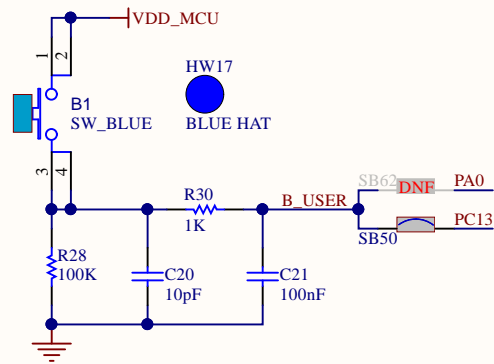 VDD_MCU
1
2
HW17
B1
SW_BLUE
BLUE HAT
3
4
R30
1K
B_USER
SB62
DNF
PA0
PC13
SB50
R28
100K
C20
10pF
C21
100nF